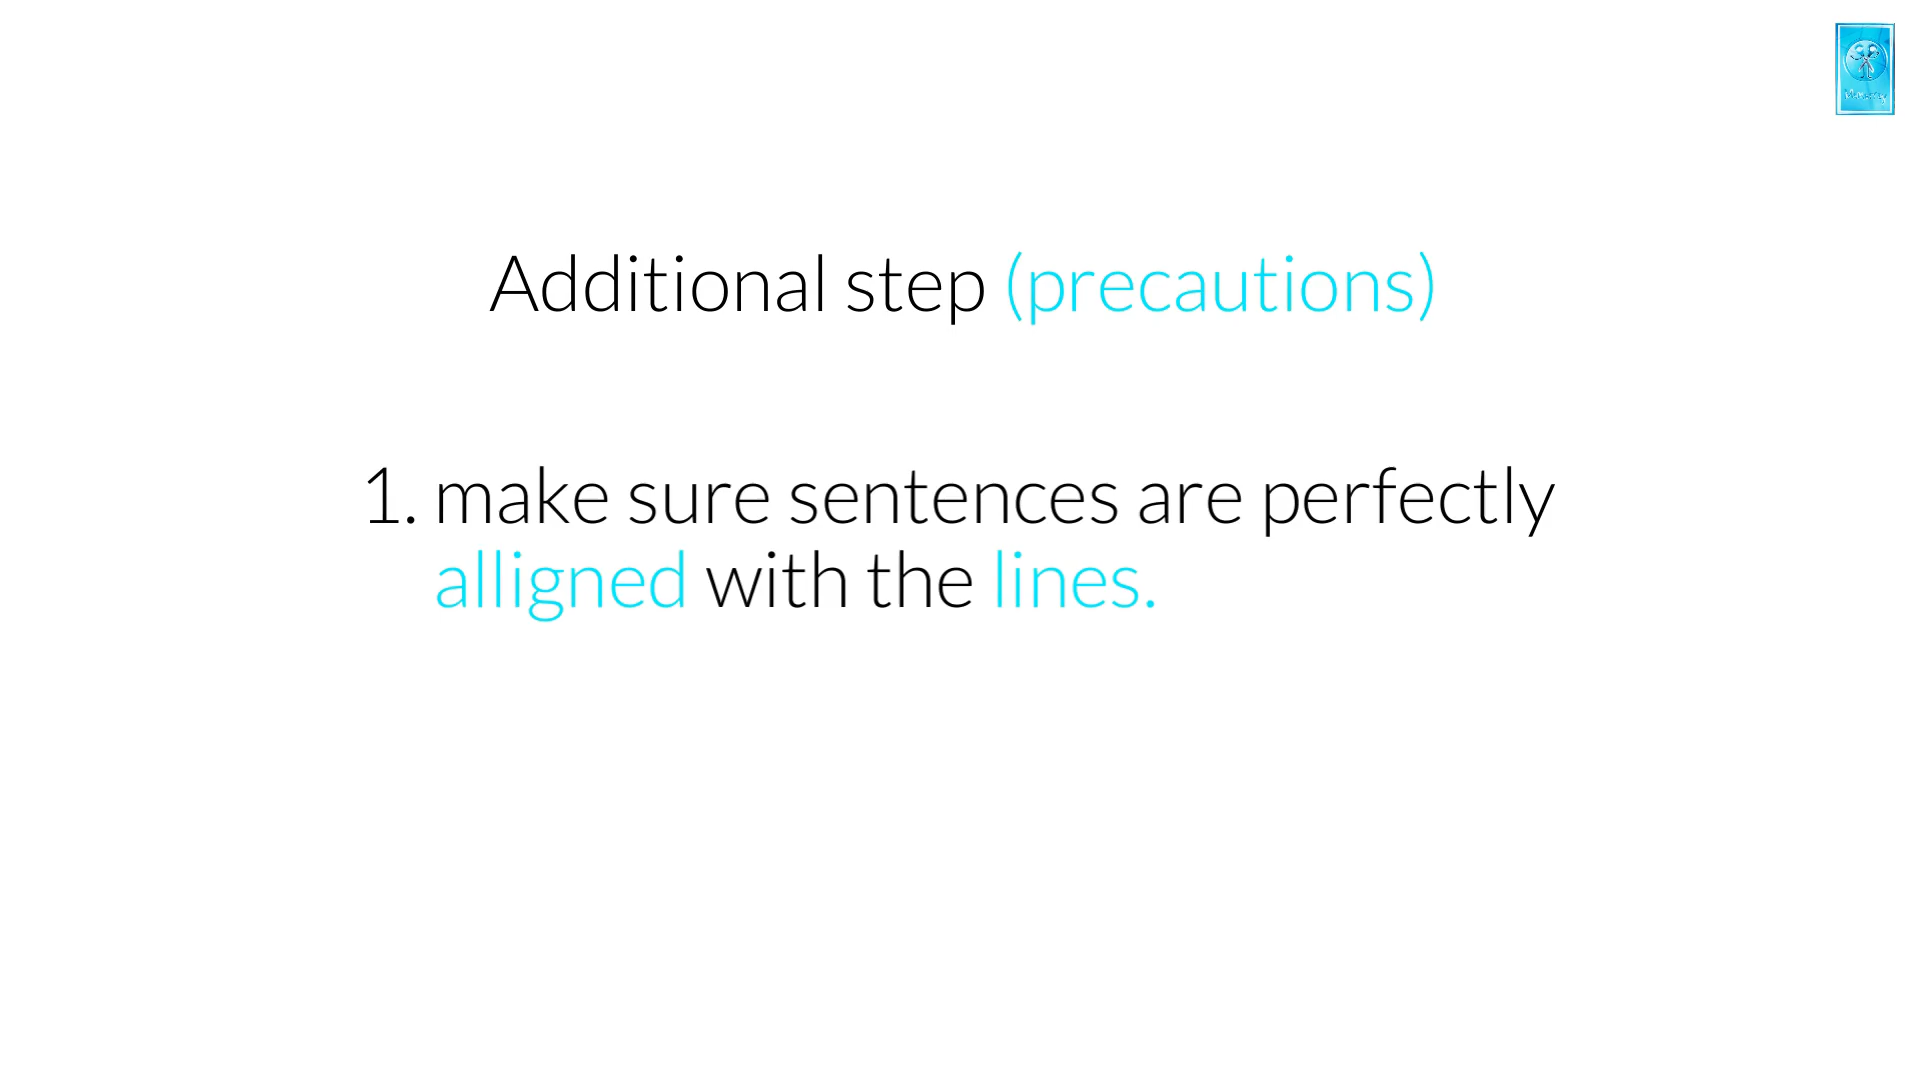 Additional step (precautions)
1. make sure sentences are perfectly
alligned with the lines.